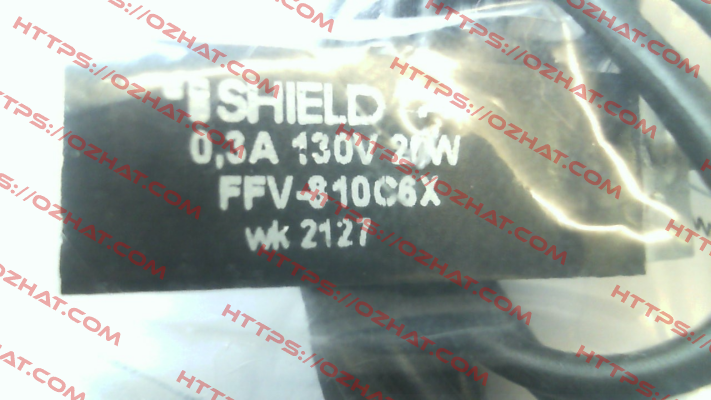 SHIELD
0,3A 130V 20W
FFV-810C6X
wk 2127
HTTPS://OZHAT.COM